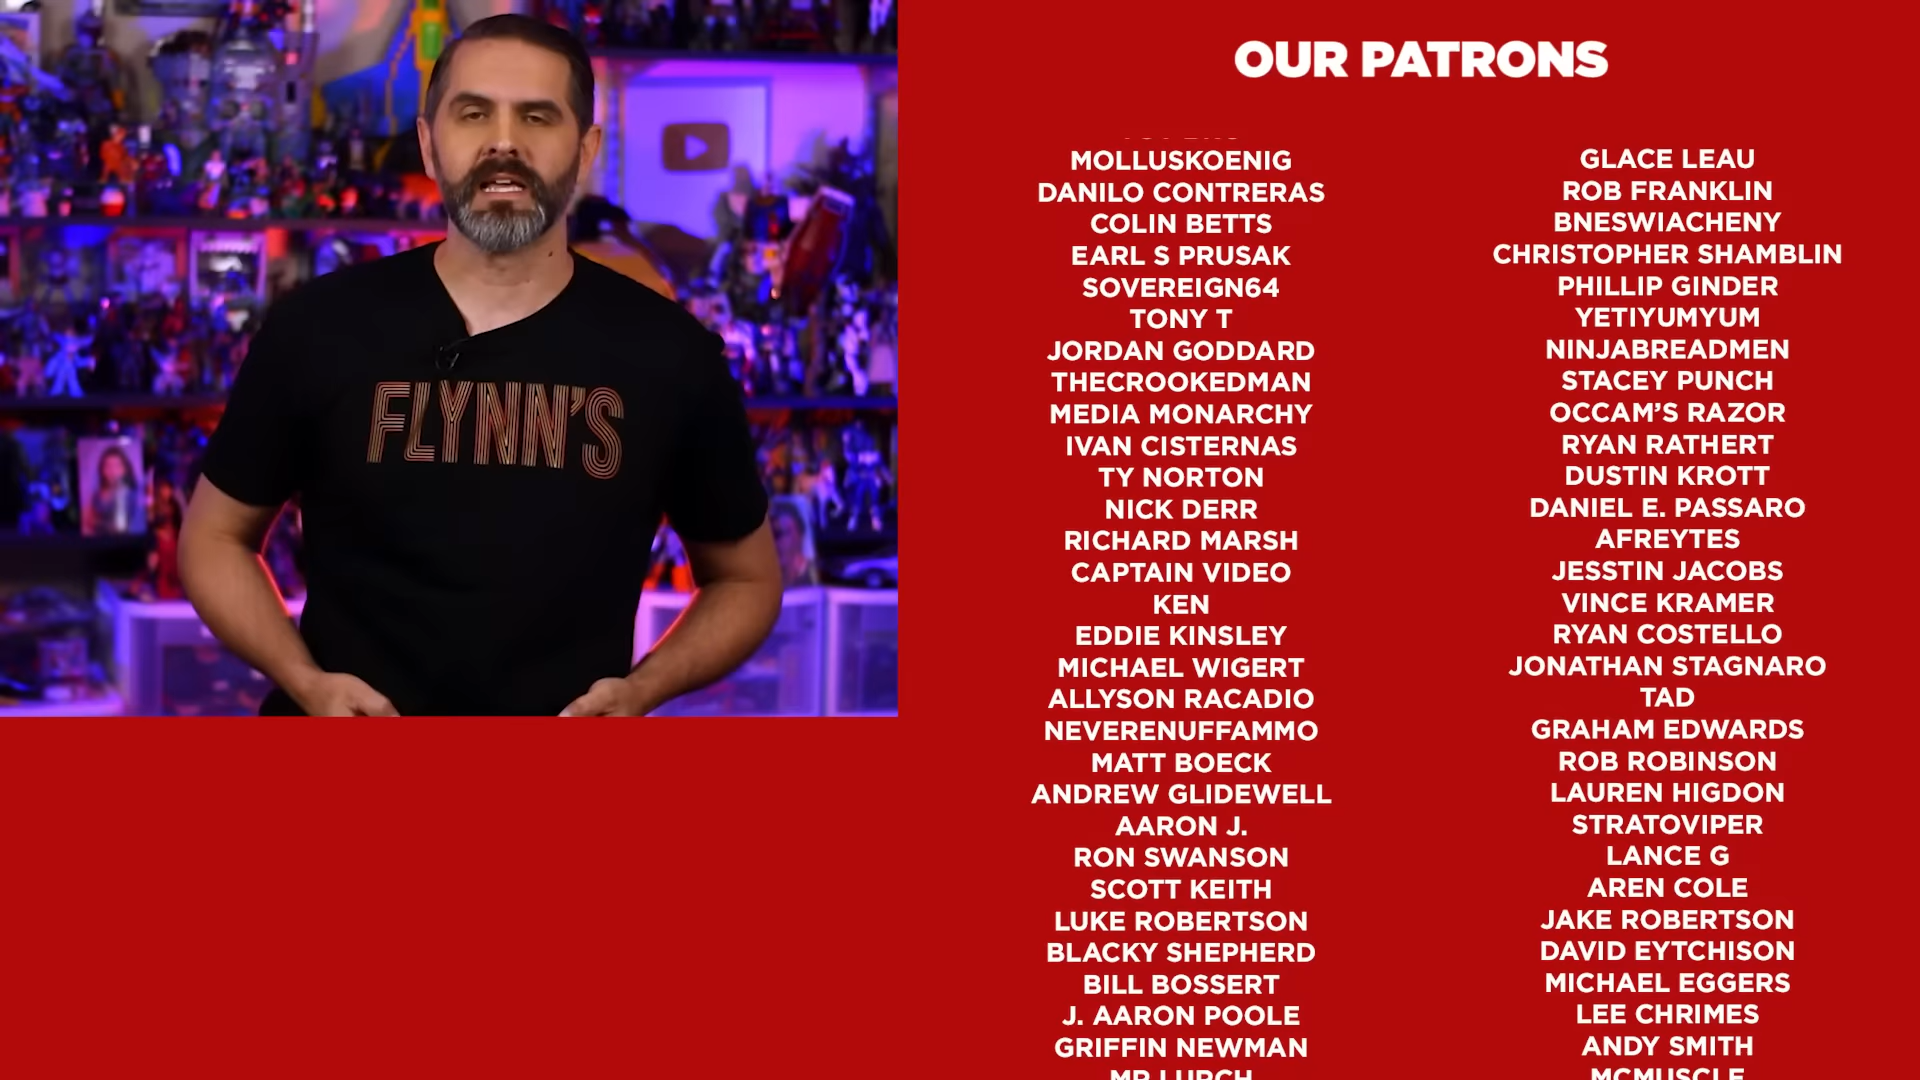 FLYNN'S
OUR PATRONS
MOLLUSKOENIG
DANILO CONTRERAS
COLIN BETTS
EARL S PRUSAK
SOVEREIGN64
TONY T
JORDAN GODDARD
THECROOKEDMAN
MEDIA MONARCHY
IVAN CISTERNAS
TY NORTON
NICK DERR
RICHARD MARSH
CAPTAIN VIDEO
KEN
EDDIE KINSLEY
MICHAEL WIGERT
ALLYSON RACADIO
NEVERENUFFAMMO
MATT BOECK
ANDREW GLIDEWELL
AARON J.
RON SWANSON
SCOTT KEITH
LUKE ROBERTSON
BLACKY SHEPHERD
BILL BOSSERT
J. AARON POOLE
GRIFFIN NEWMAN
MR LURCH
GLACE LEAU
ROB FRANKLIN
BNESWIACHENY
CHRISTOPHER SHAMBLIN
PHILLIP GINDER
YETIYUMYUM
NINJABREADMEN
STACEY PUNCH
OCCAM’S RAZOR
RYAN RATHERT
DUSTIN KROTT
DANIEL E. PASSARO
AFREYTES
JESSTIN JACOBS
VINCE KRAMER
RYAN COSTELLO
JONATHAN STAGNARO
TAD
GRAHAM EDWARDS
ROB ROBINSON
LAUREN HIGDON
STRATOVIPER
LANCE G
AREN COLE
JAKE ROBERTSON
DAVID EYTCHISON
MICHAEL EGGERS
LEE CHRIMES
ANDY SMITH
MCMUSCLE